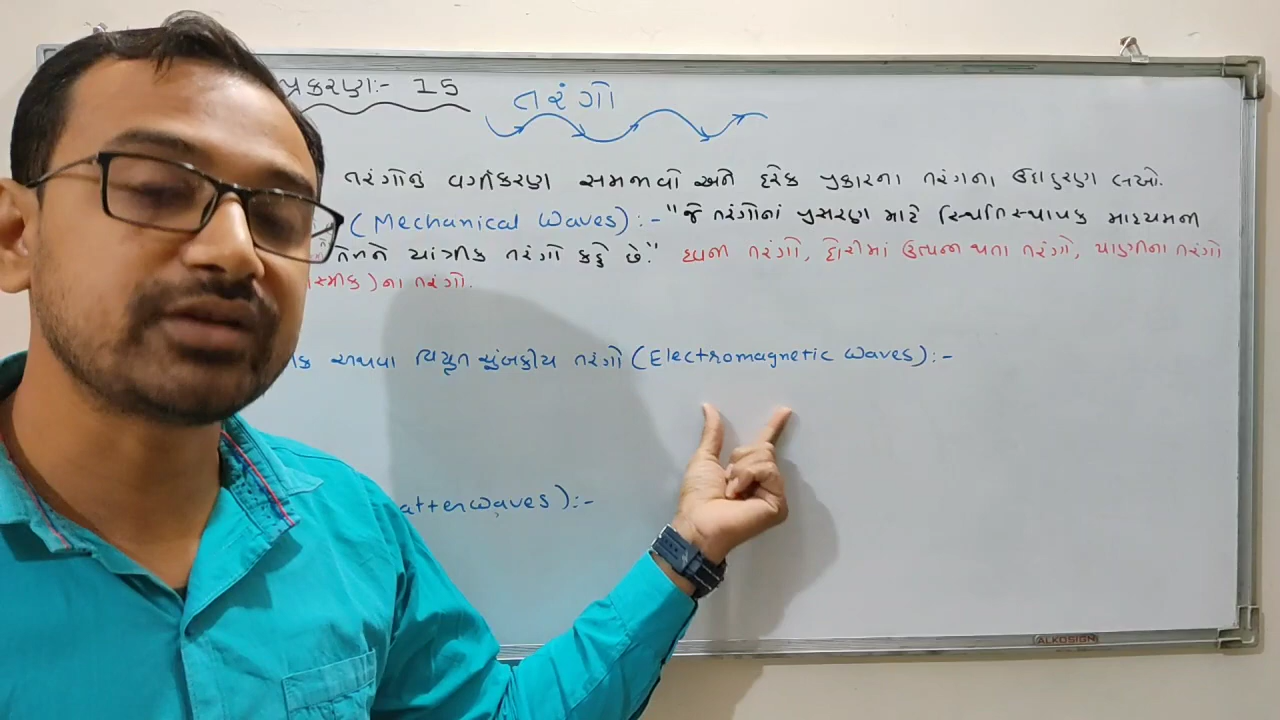 પ્રકરણ:- 15
તરંગો
તરંગોનું વર્ગીકરણ સમજાવો અને દરેક પ્રકારના તરંગના ઉદાહરણ લખો.
(Mechanical Waves):- "જે તરંગોનાં પ્રસરણ માટે સ્થિતિસ્થાપક માધ્યમની
તેમને યાંત્રીક તરંગો કહે છે." ધ્વની તરંગો, દોરીમાં ઉત્પન્ન થતા તરંગો, પાણીના તરંગો
ના તરંગો.
અથવા વિદ્યુત ચુંબકીય તરંગો (Electromagnetic Waves):-
waves):-
ALKOSIGN